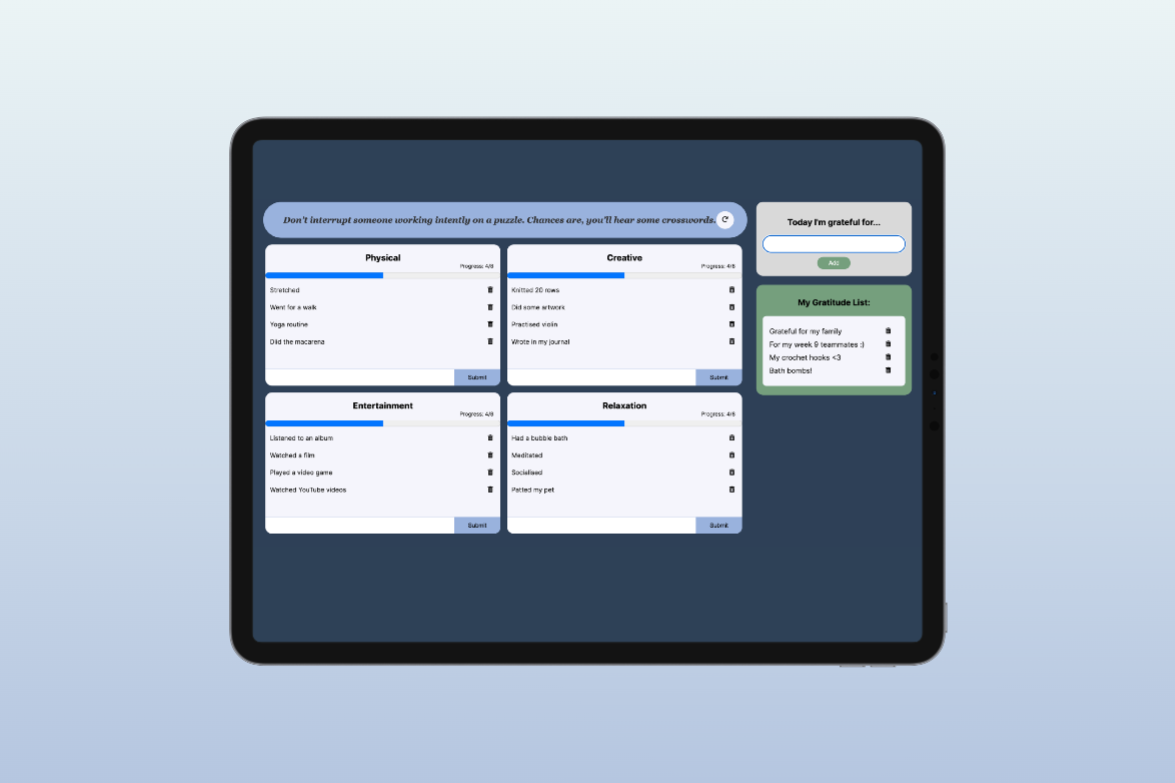 Don't interrupt someone working intently on a puzzle. Chances are, you'll hear some crosswords.
Physical
Progress: 4/8
Stretched
Went for a walk
Yoga routine
Did the macarena
Submit
Creative
Progress: 4/8
Knitted 20 rows
Did some artwork
Practised violin
Wrote in my journal
Submit
Entertainment
Progress: 4/8
Listened to an album
Watched a film
Played a video game
Watched YouTube videos
Submit
Relaxation
Progress: 4/8
Had a bubble bath
Meditated
Socialised
Patted my pet
Submit
Today I'm grateful for...
Add
My Gratitude List:
Grateful for my family
For my week 9 teammates :)
My crochet hooks <3
Bath bombs!